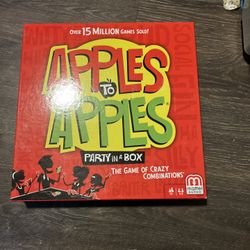 OVER 15 MILLION GAMES SOLD!
APPLES
TO
APPLES
PARTY IN A BOX
THE GAME OF CRAZY
COMBINATIONS